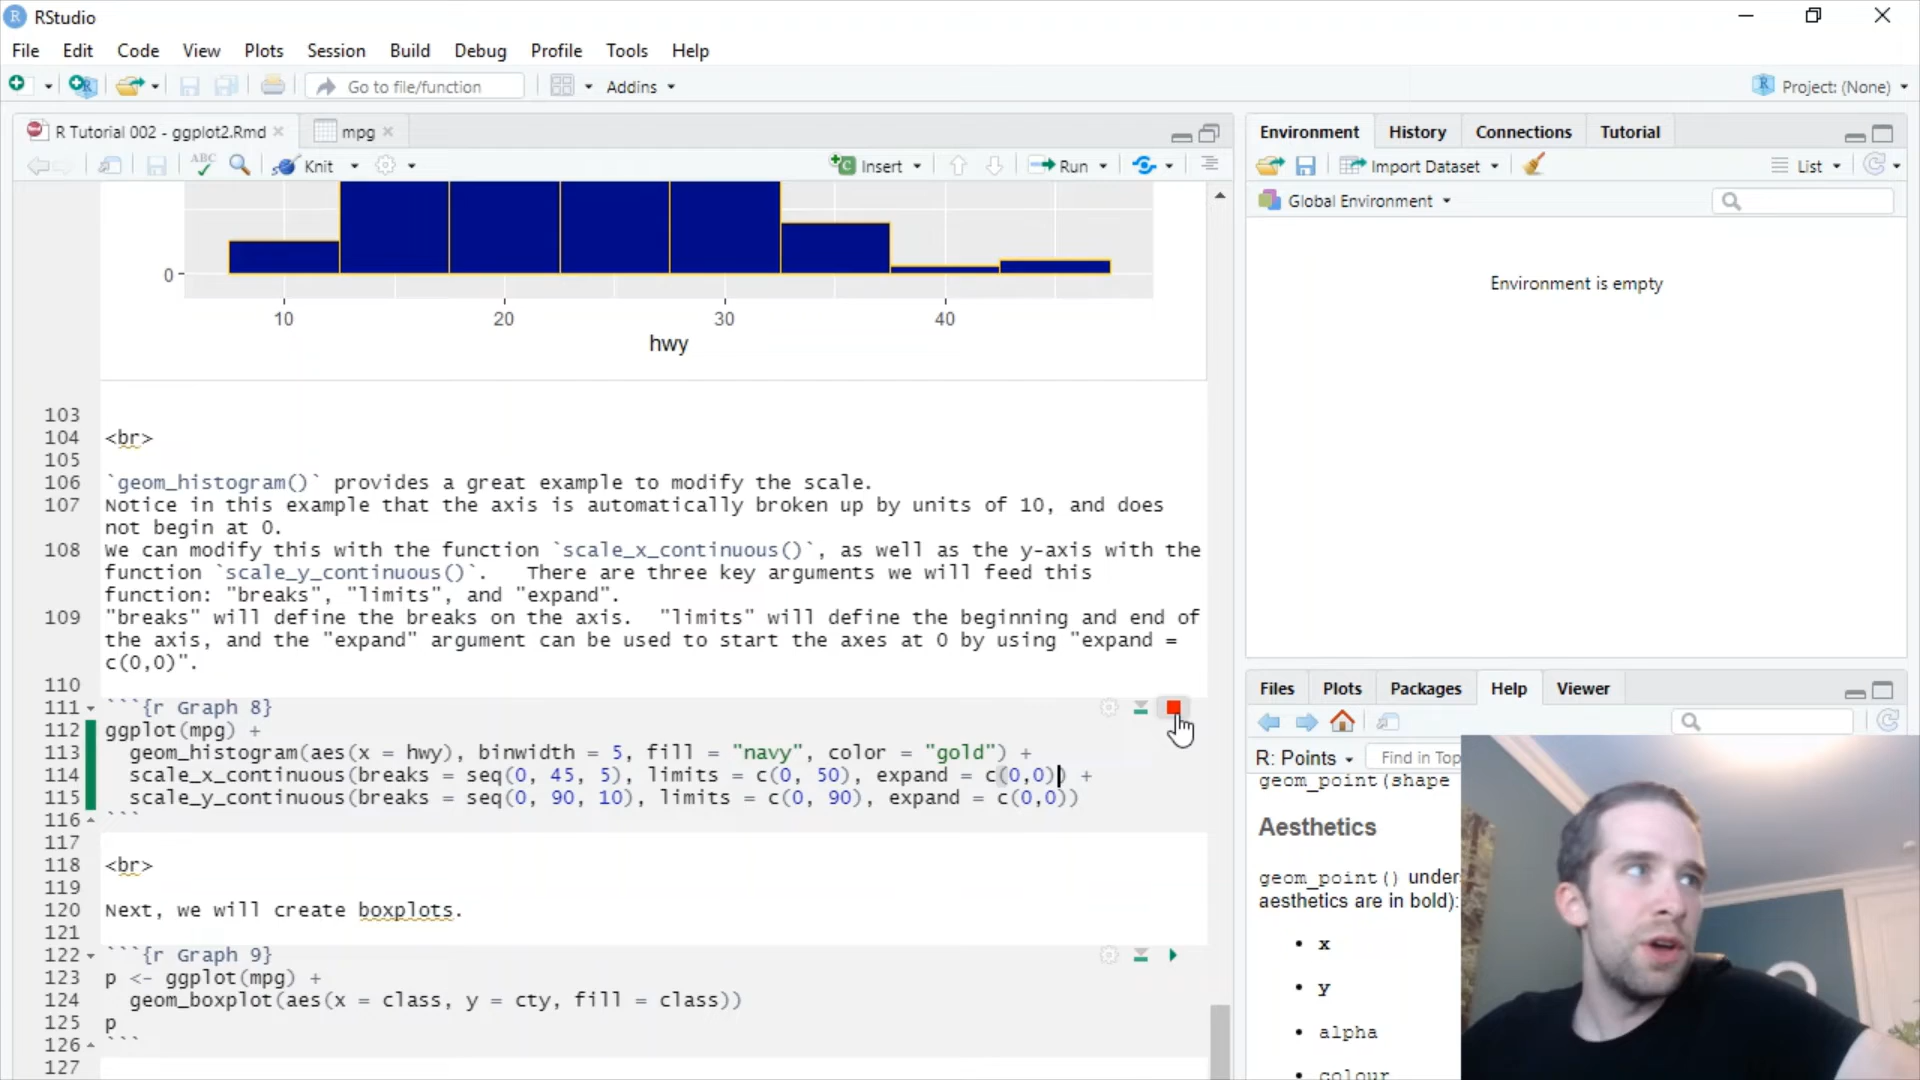 RStudio
File Edit Code View Plots Session Build Debug Profile Tools Help
Go to file/function Addins Project: (None)
R Tutorial 002 - ggplot2.Rmd mpg
ABC Knit Insert Run
0
10 20 30 40
hwy
103
104 <br>
105
106 `geom_histogram()` provides a great example to modify the scale.
107 Notice in this example that the axis is automatically broken up by units of 10, and does
not begin at 0.
108 We can modify this with the function `scale_x_continuous()`, as well as the y-axis with the
function `scale_y_continuous()`.   There are three key arguments we will feed this
function: "breaks", "limits", and "expand".
109 "breaks" will define the breaks on the axis.  "limits" will define the beginning and end of
the axis, and the "expand" argument can be used to start the axes at 0 by using "expand =
c(0,0)".
110
111 ```{r Graph 8}
112 ggplot(mpg) +
113   geom_histogram(aes(x = hwy), binwidth = 5, fill = "navy", color = "gold") +
114   scale_x_continuous(breaks = seq(0, 45, 5), limits = c(0, 50), expand = c(0,0)) +
115   scale_y_continuous(breaks = seq(0, 90, 10), limits = c(0, 90), expand = c(0,0))
116 ```
117
118 <br>
119
120 Next, we will create boxplots.
121
122 ```{r Graph 9}
123 p <- ggplot(mpg) +
124   geom_boxplot(aes(x = class, y = cty, fill = class))
125 p
126 ```
127
Environment History Connections Tutorial
Import Dataset List
Global Environment
Environment is empty
Files Plots Packages Help Viewer
R: Points Find in Top
geom_point(shape
Aesthetics
geom_point() under
aesthetics are in bold):
• x
• y
• alpha
• colour